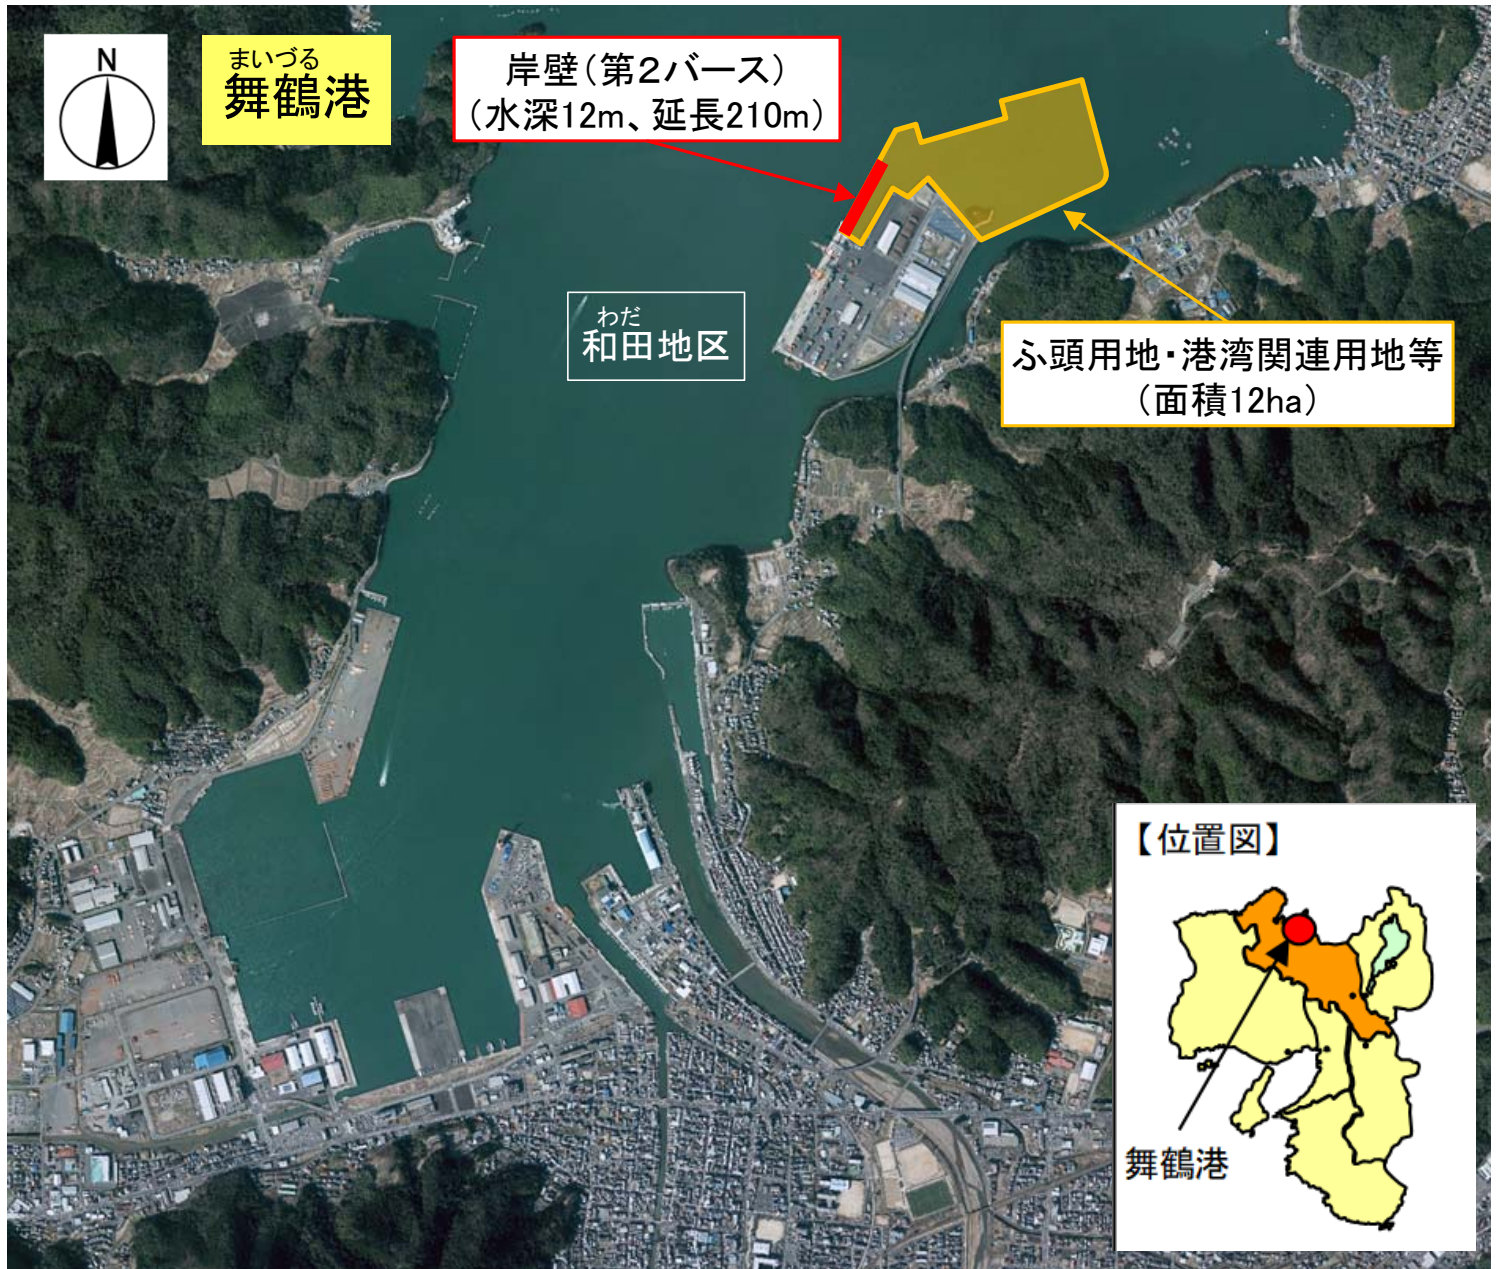 N
まいづる
舞鶴港
岸壁(第2バース)
(水深12m、延長210m)
わだ
和田地区
ふ頭用地・港湾関連用地等
(面積12ha)
【位置図】
舞鶴港